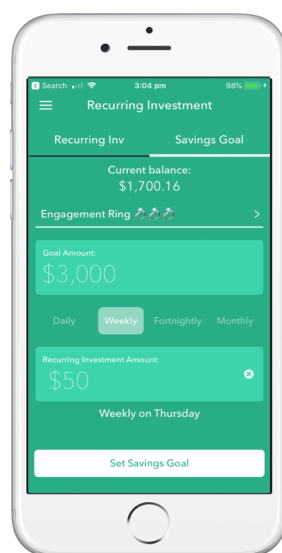 Search 3:04 pm 98%
Recurring Investment
Recurring Inv Savings Goal
Current balance:
$1,700.16
Engagement Ring 💍💍💍
Goal Amount:
$3,000
Daily Weekly Fortnightly Monthly
Recurring Investment Amount:
$50
Weekly on Thursday
Set Savings Goal